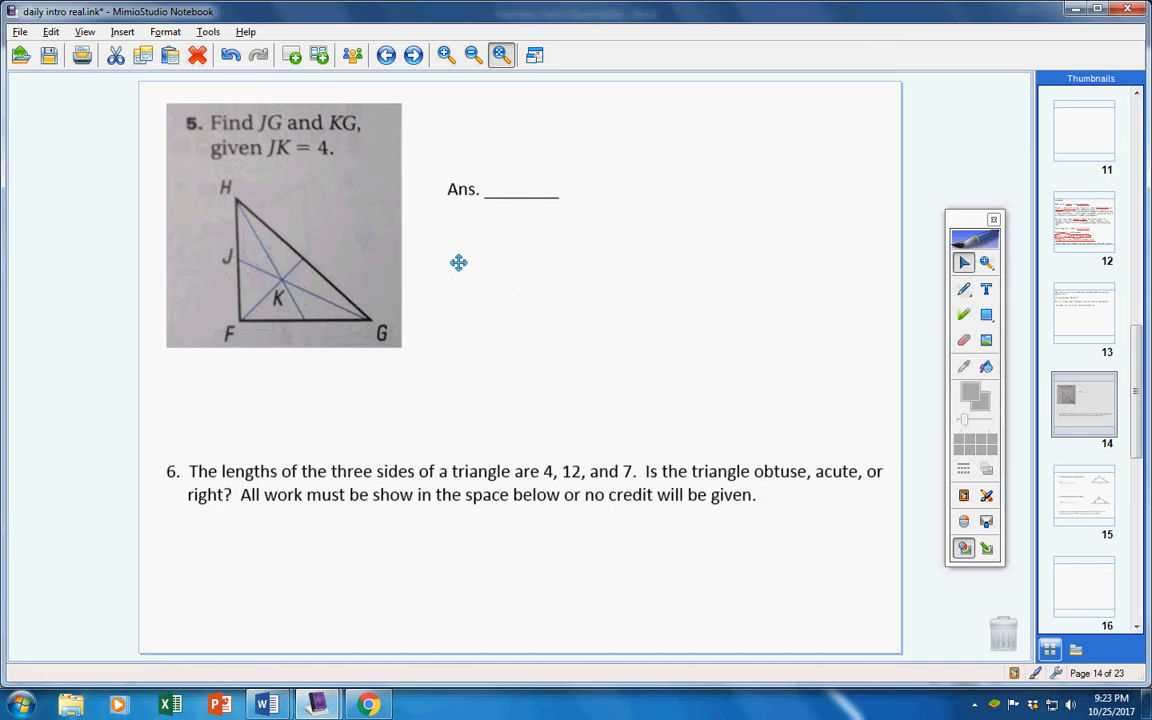 daily intro real.ink* - MimioStudio Notebook
File Edit View Insert Format Tools Help
Thumbnails
5. Find JG and KG,
given JK = 4.
H
J
K
F
G
Ans. ________
6. The lengths of the three sides of a triangle are 4, 12, and 7. Is the triangle obtuse, acute, or
right? All work must be show in the space below or no credit will be given.
11
12
13
14
15
16
Page 14 of 23
9:23 PM
10/25/2017